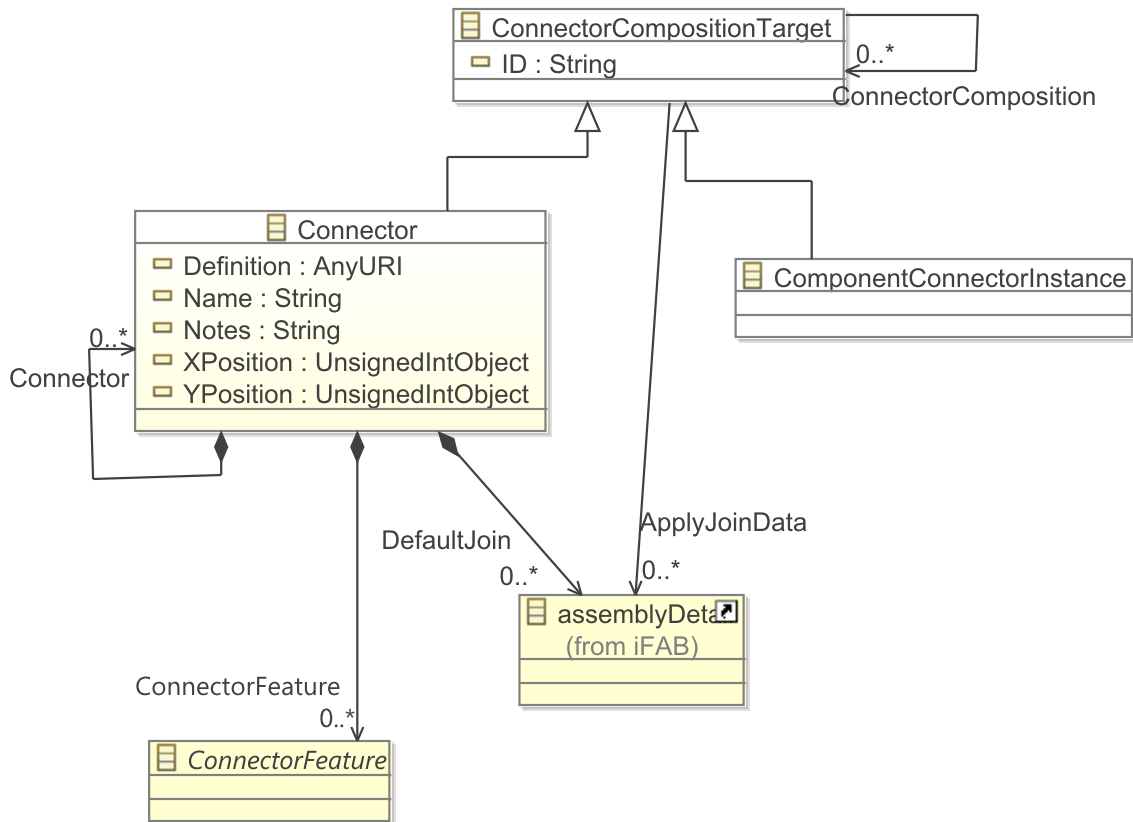 ConnectorCompositionTarget
ID : String
0..*
ConnectorComposition
Connector
Definition : AnyURI
Name : String
Notes : String
XPosition : UnsignedIntObject
YPosition : UnsignedIntObject
ComponentConnectorInstance
0..*
Connector
DefaultJoin
0..*
ApplyJoinData
0..*
(from iFAB)
ConnectorFeature
0..*
ConnectorFeature